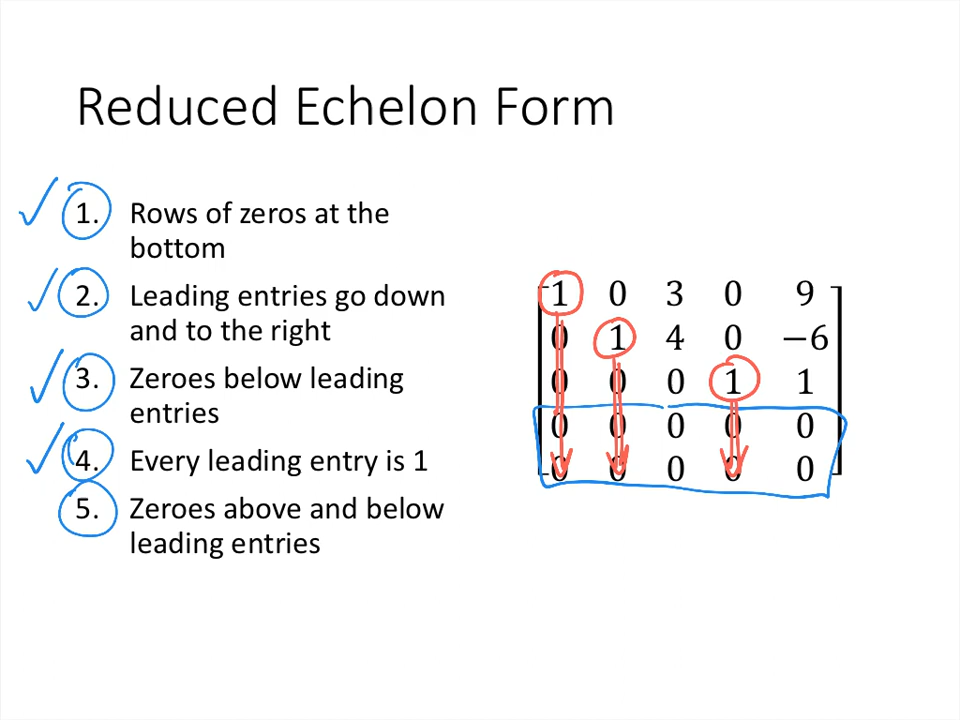 Reduced Echelon Form
1. Rows of zeros at the
bottom
2. Leading entries go down
and to the right
3. Zeroes below leading
entries
4. Every leading entry is 1
5. Zeroes above and below
leading entries
1 0 3 0 9
0 1 4 0 −6
0 0 0 1 1
0 0 0 0 0
0 0 0 0 0